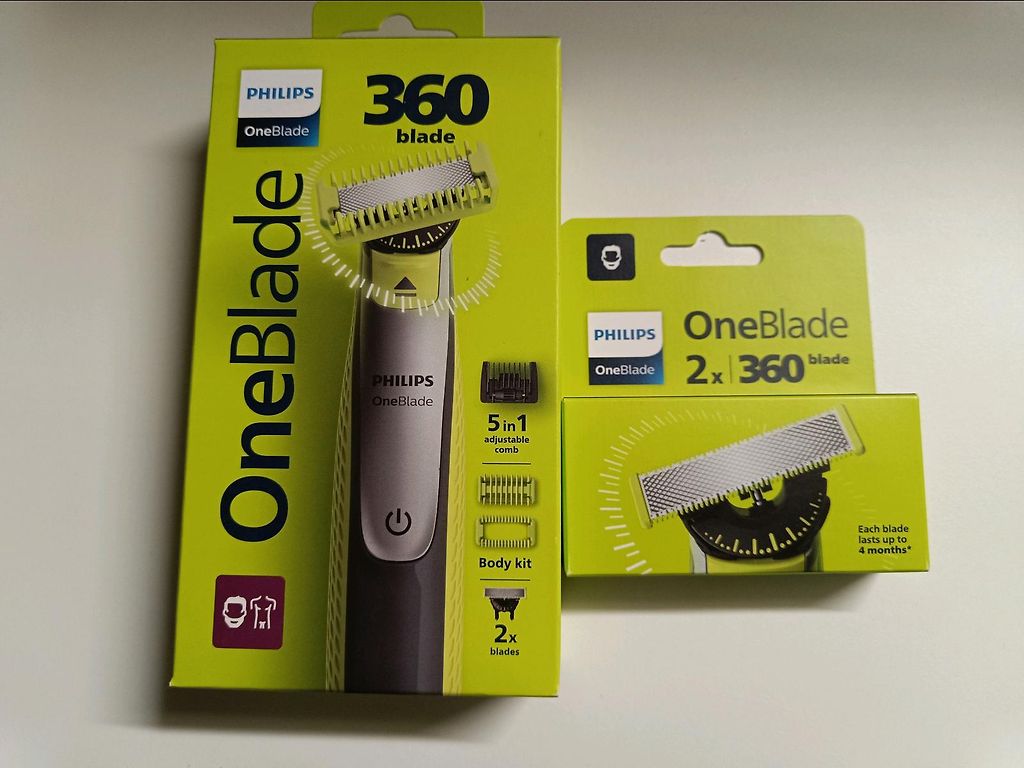 PHILIPS
OneBlade
360
blade
OneBlade
PHILIPS
OneBlade
5 in 1
adjustable
comb
Body kit
2x
blades
PHILIPS
OneBlade
OneBlade
2x | 360 blade
Each blade
lasts up to
4 months*